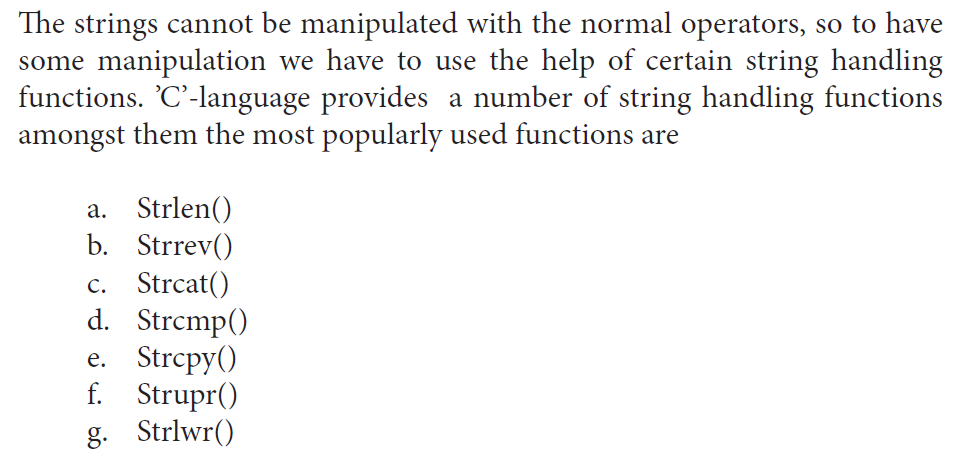 The strings cannot be manipulated with the normal operators, so to have
some manipulation we have to use the help of certain string handling
functions. ’C’-language provides a number of string handling functions
amongst them the most popularly used functions are
a. Strlen()
b. Strrev()
c. Strcat()
d. Strcmp()
e. Strcpy()
f. Strupr()
g. Strlwr()